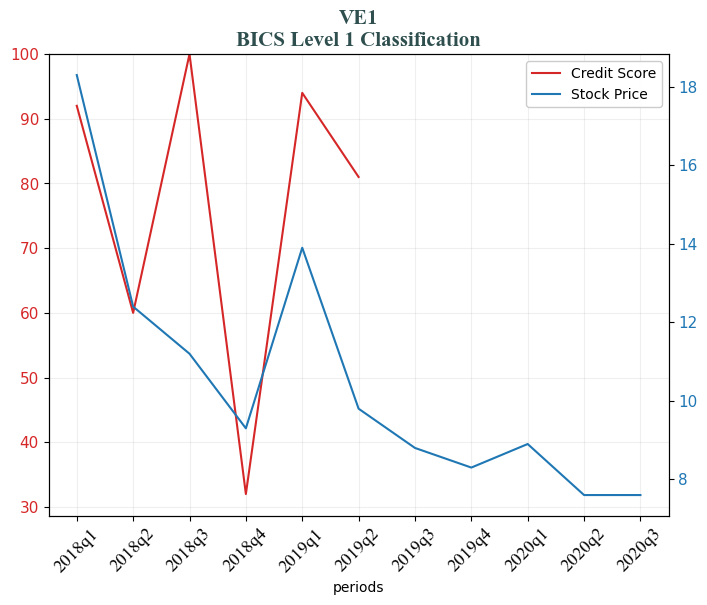 VE1
BICS Level 1 Classification
Credit Score
Stock Price
100
90
80
70
60
50
40
30
18
16
14
12
10
8
2018q1
2018q2
2018q3
2018q4
2019q1
2019q2
2019q3
2019q4
2020q1
2020q2
2020q3
periods